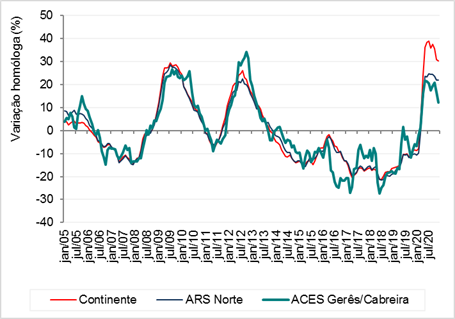 Variação homóloga (%)
50
40
30
20
10
0
-10
-20
-30
-40
jan/05
jul/05
jan/06
jul/06
jan/07
jul/07
jan/08
jul/08
jan/09
jul/09
jan/10
jul/10
jan/11
jul/11
jan/12
jul/12
jan/13
jul/13
jan/14
jul/14
jan/15
jul/15
jan/16
jul/16
jan/17
jul/17
jan/18
jul/18
jan/19
jul/19
jan/20
jul/20
Continente ARS Norte ACES Gerês/Cabreira